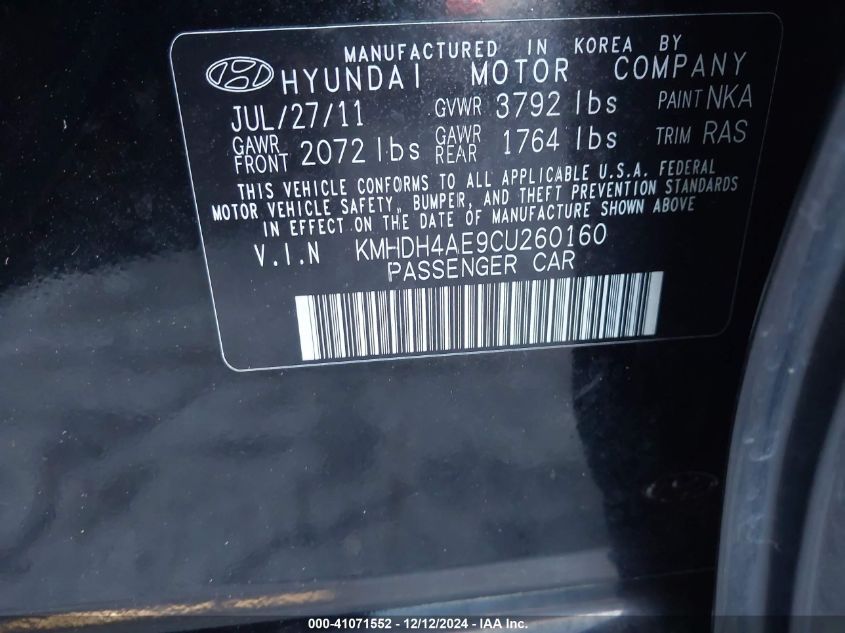 MANUFACTURED IN KOREA BY
HYUNDAI MOTOR COMPANY
JUL/27/11 GVWR 3792 lbs PAINT NKA
GAWR FRONT 2072 lbs GAWR REAR 1764 lbs TRIM RAS
THIS VEHICLE CONFORMS TO ALL APPLICABLE U.S.A. FEDERAL
MOTOR VEHICLE SAFETY, BUMPER, AND THEFT PREVENTION STANDARDS
IN EFFECT ON THE DATE OF MANUFACTURE SHOWN ABOVE
V.I.N KMHDH4AE9CU260160
PASSENGER CAR
000-41071552 - 12/12/2024 - IAA Inc.